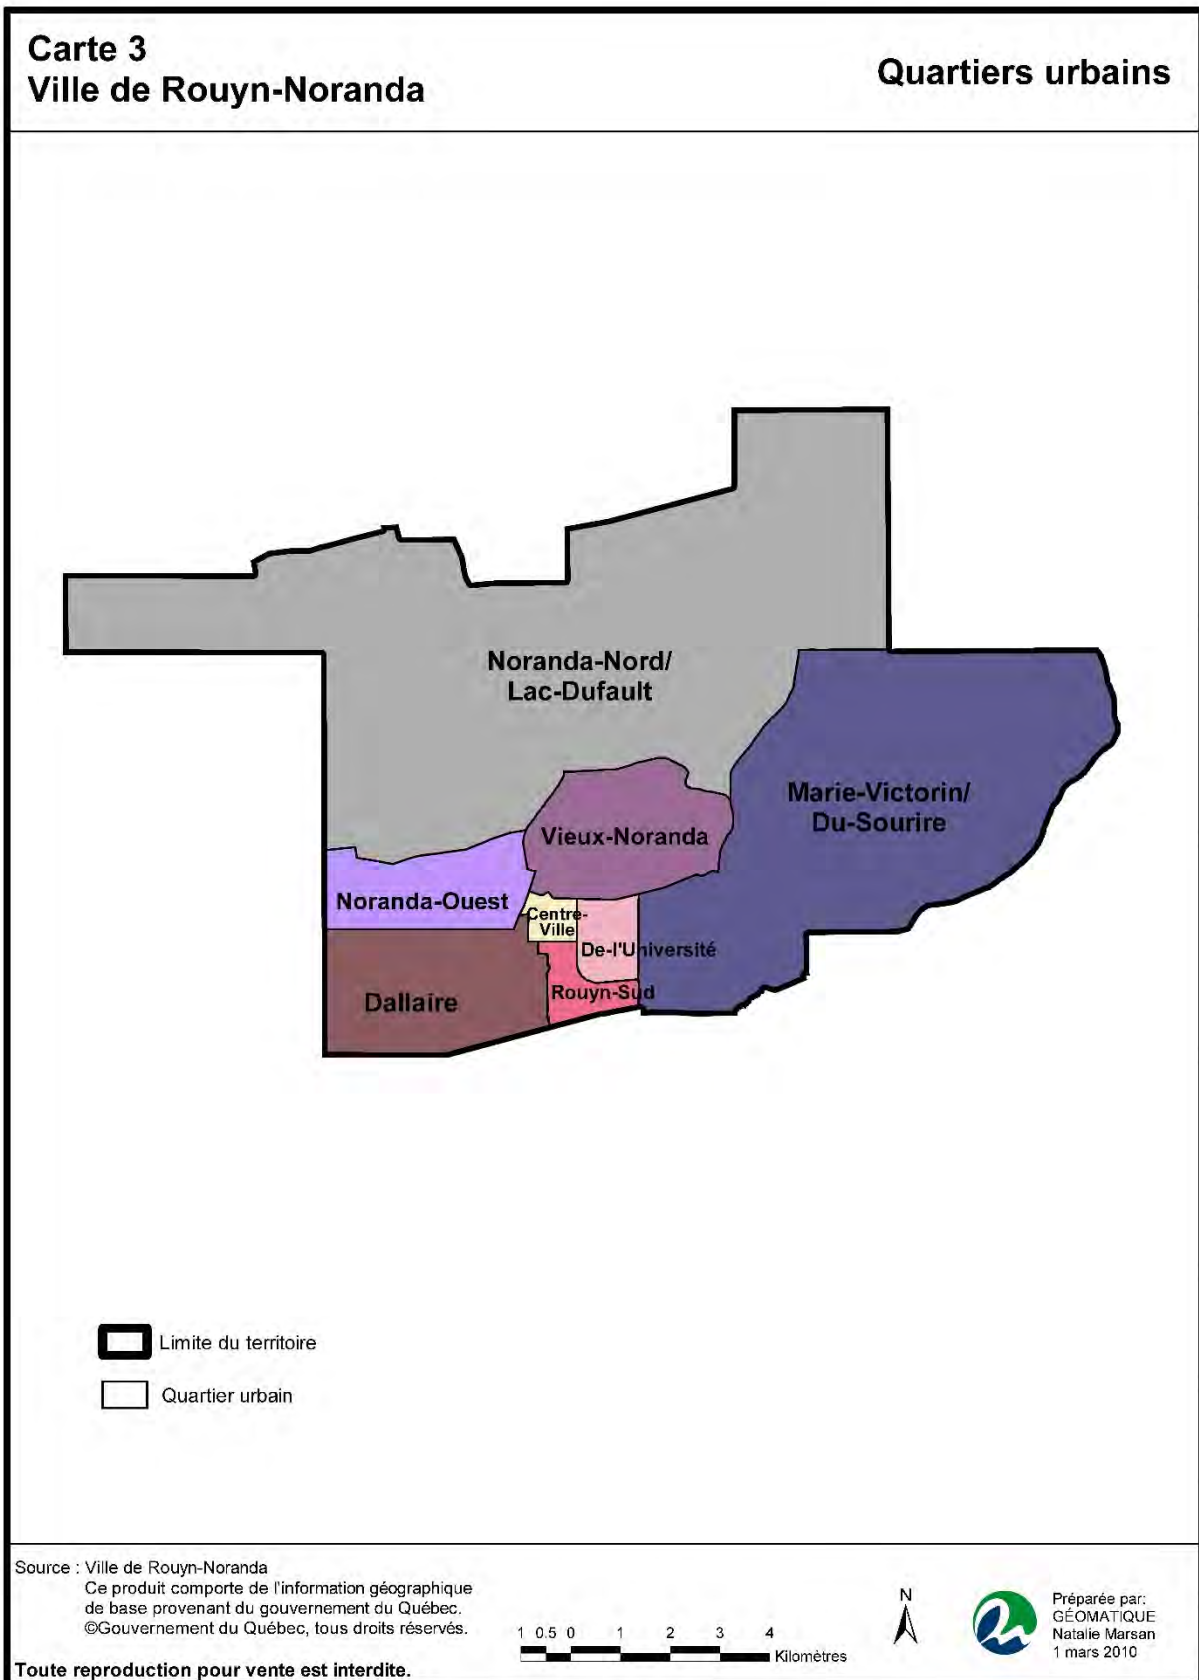 Carte 3
Ville de Rouyn-Noranda
Quartiers urbains
Noranda-Nord/
Lac-Dufault
Marie-Victorin/
Du-Sourire
Vieux-Noranda
Noranda-Ouest
Centre-
Ville
De-l'Université
Rouyn-Sud
Dallaire
Limite du territoire
Quartier urbain
Source : Ville de Rouyn-Noranda
Ce produit comporte de l'information géographique
de base provenant du gouvernement du Québec.
©Gouvernement du Québec, tous droits réservés.
Toute reproduction pour vente est interdite.
1 0.5 0 1 2 3 4
Kilomètres
N
Préparée par:
GÉOMATIQUE
Natalie Marsan
1 mars 2010